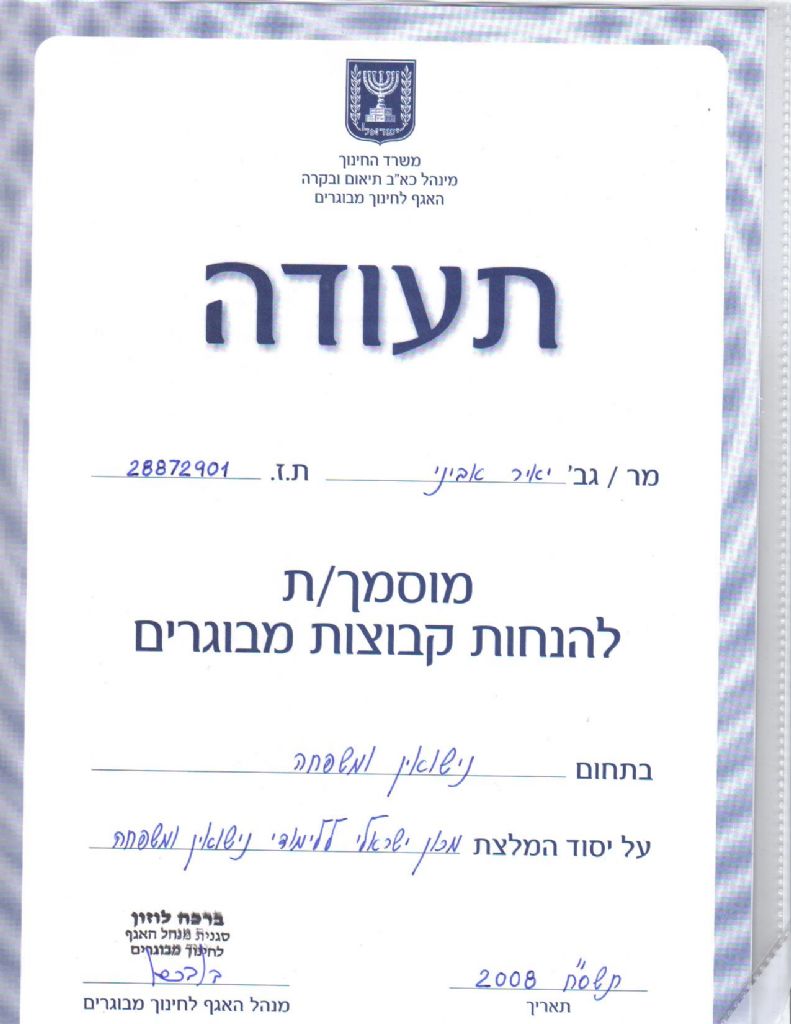 ישראל
משרד החינוך
מינהל כא"ב תיאום ובקרה
האגף לחינוך מבוגרים
תעודה
מר / גב' יאיר אביני ת.ז. 28872901
מוסמך/ת
להנחות קבוצות מבוגרים
בתחום נישואין ומשפחה
על יסוד המלצת מכון ישראלי ללימודי נישואין ומשפחה
ברכה לוזון
סגנית מנהל האגף
לחינוך מבוגרים
תשס"ח 2008
תאריך
מנהל האגף לחינוך מבוגרים